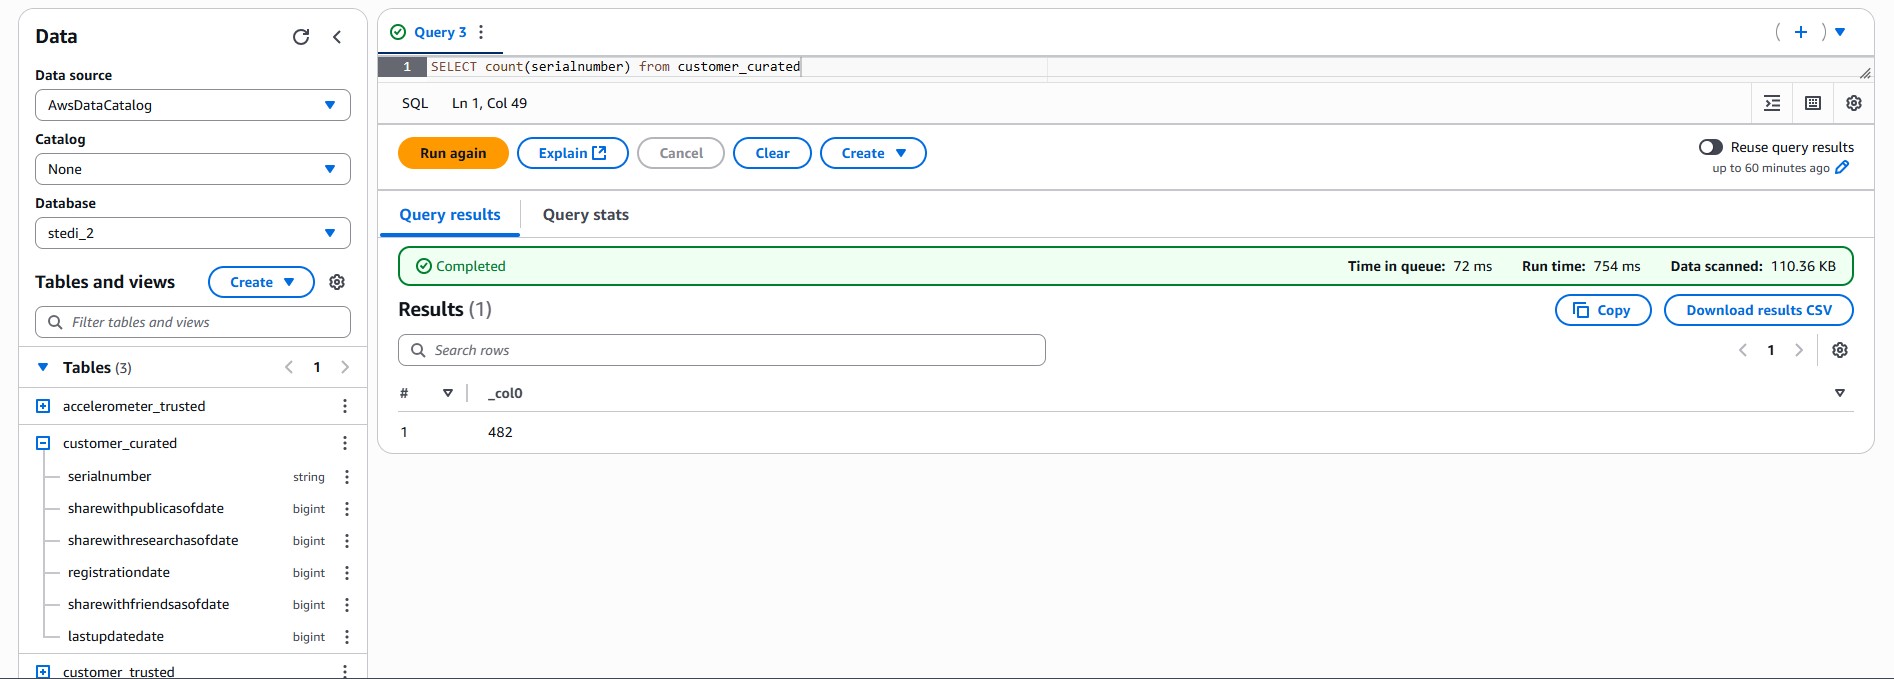 Data
Data source
AwsDataCatalog
Catalog
None
Database
stedi_2
Tables and views
Create
Filter tables and views
Tables (3)
1
accelerometer_trusted
customer_curated
serialnumber string
sharewithpublicasofdate bigint
sharewithresearchasofdate bigint
registrationdate bigint
sharewithfriendsasofdate bigint
lastupdatedate bigint
customer_trusted
Query 3
1 SELECT count(serialnumber) from customer_curated
SQL Ln 1, Col 49
Run again Explain Cancel Clear Create
Reuse query results
up to 60 minutes ago
Query results Query stats
Completed Time in queue: 72 ms Run time: 754 ms Data scanned: 110.36 KB
Results (1) Copy Download results CSV
Search rows 1
# _col0
1 482